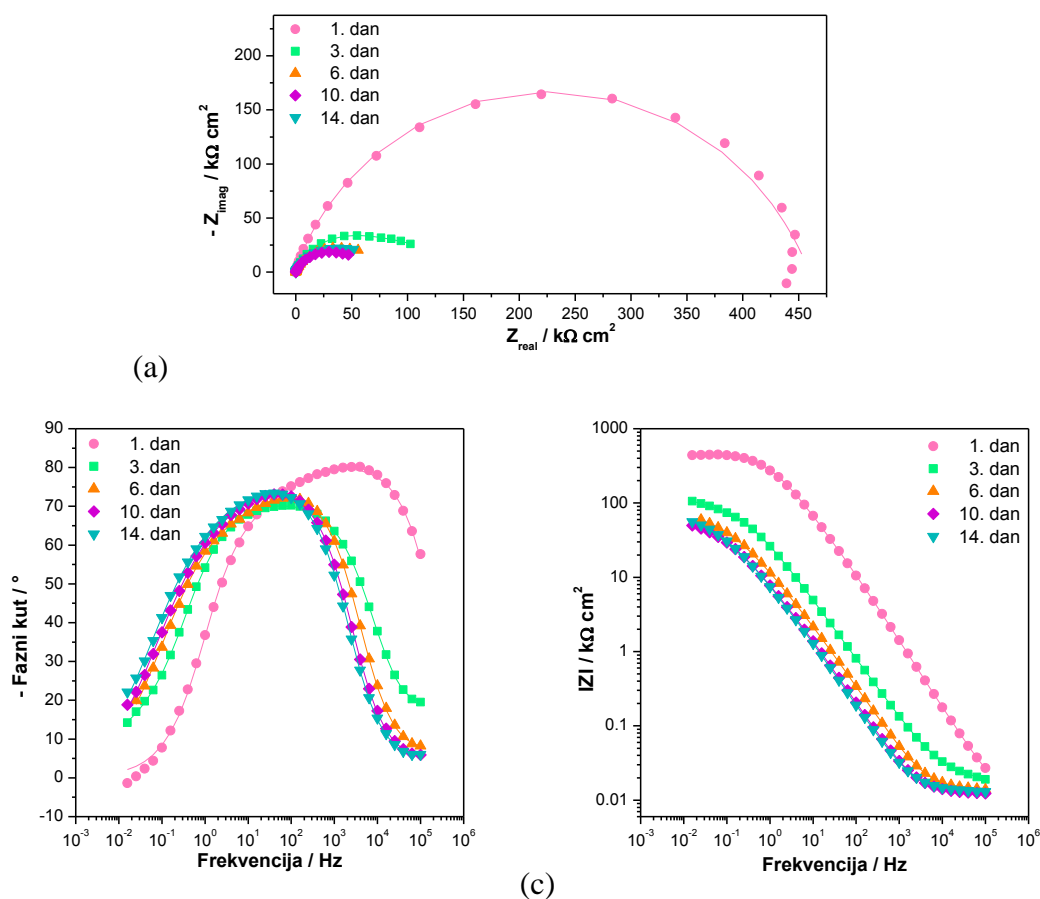 1. dan
3. dan
6. dan
10. dan
14. dan
- Z_imag / kΩ cm²
200
150
100
50
0
0 50 100 150 200 250 300 350 400 450
Z_real / kΩ cm²
(a)
- Fazni kut / °
90
80
70
60
50
40
30
20
10
0
-10
1. dan
3. dan
6. dan
10. dan
14. dan
10⁻³ 10⁻² 10⁻¹ 10⁰ 10¹ 10² 10³ 10⁴ 10⁵ 10⁶
Frekvencija / Hz
IZI / kΩ cm²
1000
100
10
1
0.1
0.01
1. dan
3. dan
6. dan
10. dan
14. dan
10⁻³ 10⁻² 10⁻¹ 10⁰ 10¹ 10² 10³ 10⁴ 10⁵ 10⁶
Frekvencija / Hz
(c)